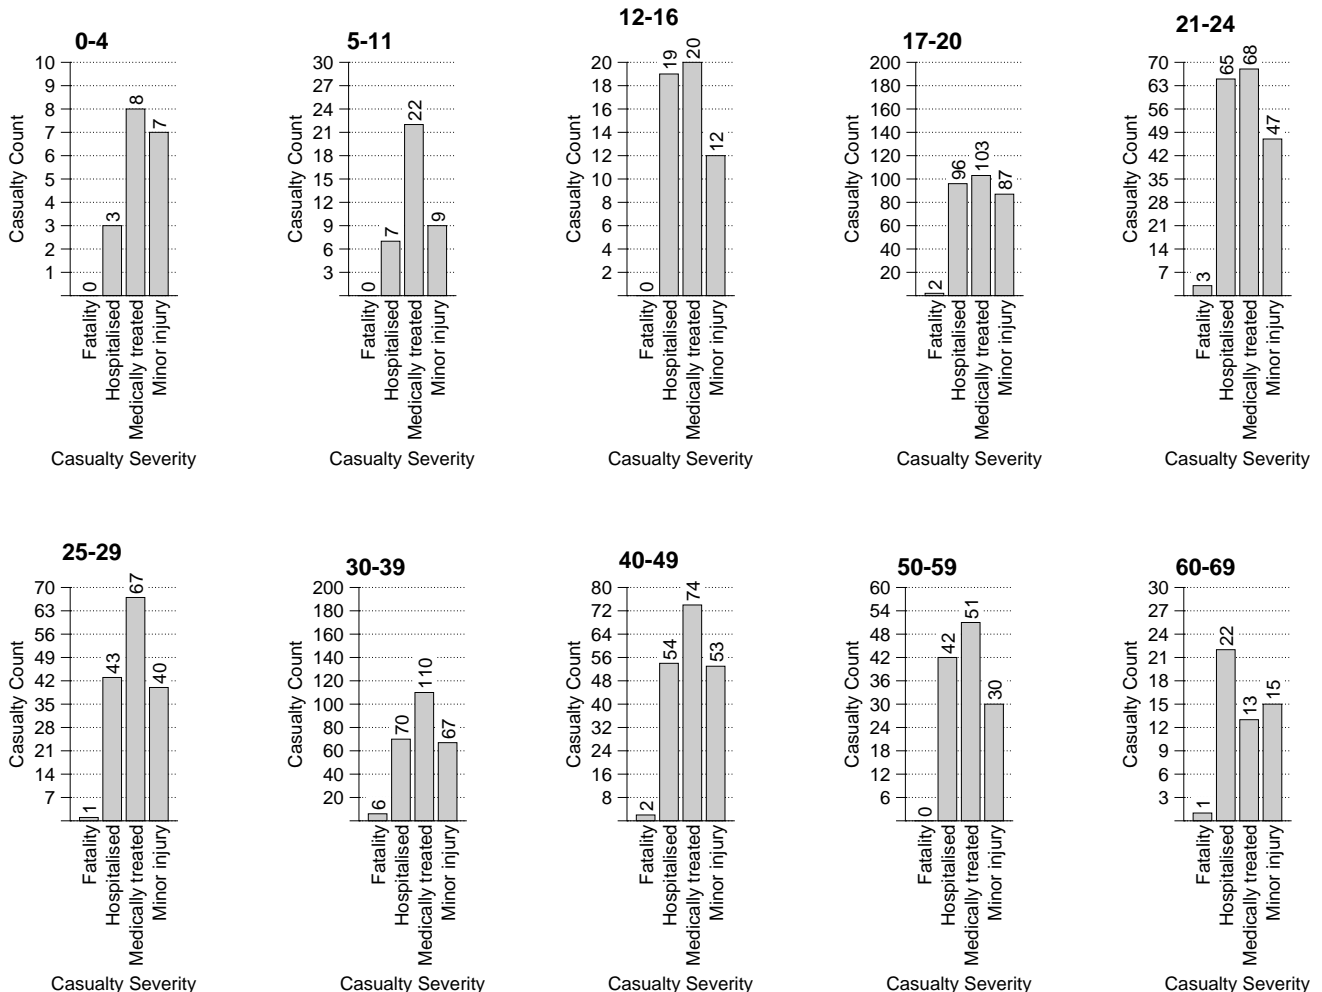 0-4
10
9
8
7
6
5
4
3
2
1
Casualty Count
0
3
8
7
Fatality
Hospitalised
Medically treated
Minor injury
Casualty Severity
5-11
30
27
24
21
18
15
12
9
6
3
Casualty Count
0
7
22
9
Fatality
Hospitalised
Medically treated
Minor injury
Casualty Severity
12-16
20
18
16
14
12
10
8
6
4
2
Casualty Count
0
19
20
12
Fatality
Hospitalised
Medically treated
Minor injury
Casualty Severity
17-20
200
180
160
140
120
100
80
60
40
20
Casualty Count
2
96
103
87
Fatality
Hospitalised
Medically treated
Minor injury
Casualty Severity
21-24
70
63
56
49
42
35
28
21
14
7
Casualty Count
3
65
68
47
Fatality
Hospitalised
Medically treated
Minor injury
Casualty Severity
25-29
70
63
56
49
42
35
28
21
14
7
Casualty Count
1
43
67
40
Fatality
Hospitalised
Medically treated
Minor injury
Casualty Severity
30-39
200
180
160
140
120
100
80
60
40
20
Casualty Count
6
70
110
67
Fatality
Hospitalised
Medically treated
Minor injury
Casualty Severity
40-49
80
72
64
56
48
40
32
24
16
8
Casualty Count
2
54
74
53
Fatality
Hospitalised
Medically treated
Minor injury
Casualty Severity
50-59
60
54
48
42
36
30
24
18
12
6
Casualty Count
0
42
51
30
Fatality
Hospitalised
Medically treated
Minor injury
Casualty Severity
60-69
30
27
24
21
18
15
12
9
6
3
Casualty Count
1
22
13
15
Fatality
Hospitalised
Medically treated
Minor injury
Casualty Severity